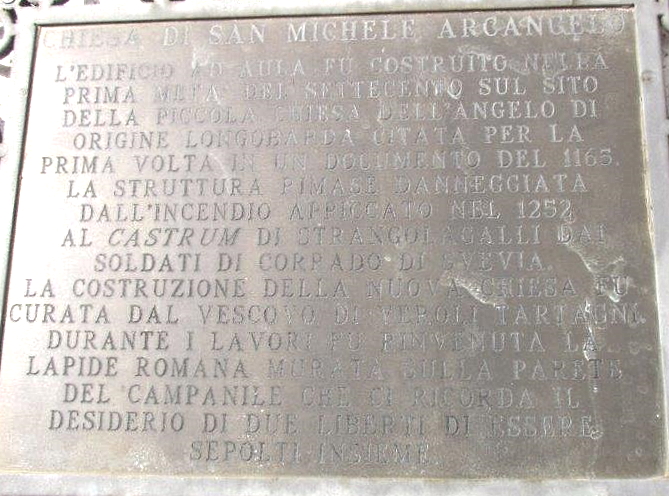 CHIESA DI SAN MICHELE ARCANGELO
L'EDIFICIO AD AULA FU COSTRUITO NELLA
PRIMA METÀ DEL SETTECENTO SUL SITO
DELLA PICCOLA CHIESA DELL'ANGELO DI
ORIGINE LONGOBARDA CITATA PER LA
PRIMA VOLTA IN UN DOCUMENTO DEL 1165.
LA STRUTTURA RIMASE DANNEGGIATA
DALL'INCENDIO APPICCATO NEL 1252
AL CASTRUM DI STRANGOLAGALLI DAI
SOLDATI DI CORRADO DI SVEVIA.
LA COSTRUZIONE DELLA NUOVA CHIESA FU
CURATA DAL VESCOVO DI VEROLI TARTAGNI.
DURANTE I LAVORI FU RINVENUTA LA
LAPIDE ROMANA MURATA SULLA PARETE
DEL CAMPANILE CHE CI RICORDA IL
DESIDERIO DI DUE LIBERTI DI ESSERE
SEPOLTI INSIEME.